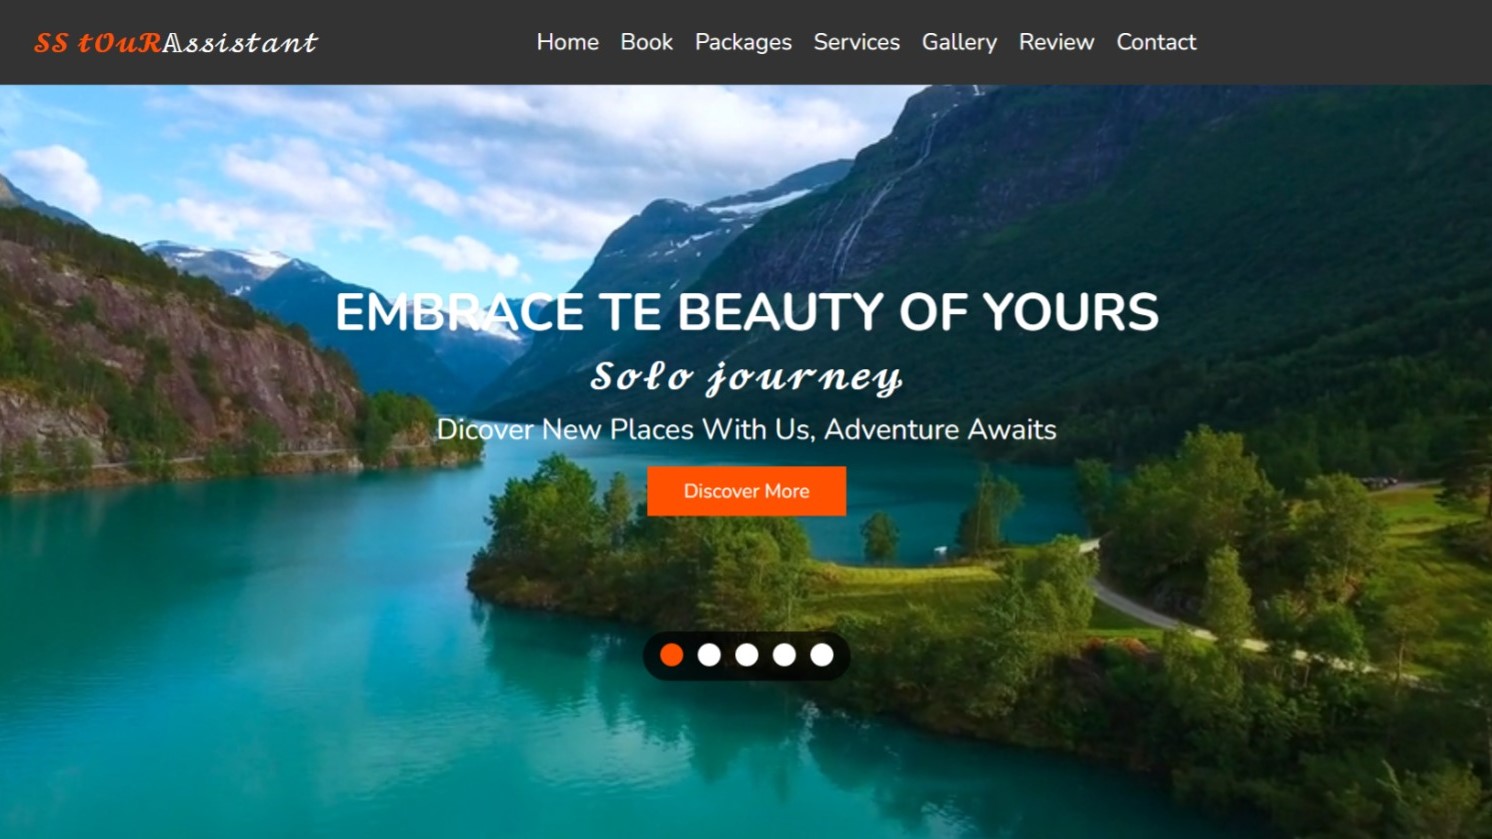 SS tOuRAssistant
Home Book Packages Services Gallery Review Contact
EMBRACE TE BEAUTY OF YOURS
Solo journey
Dicover New Places With Us, Adventure Awaits
Discover More